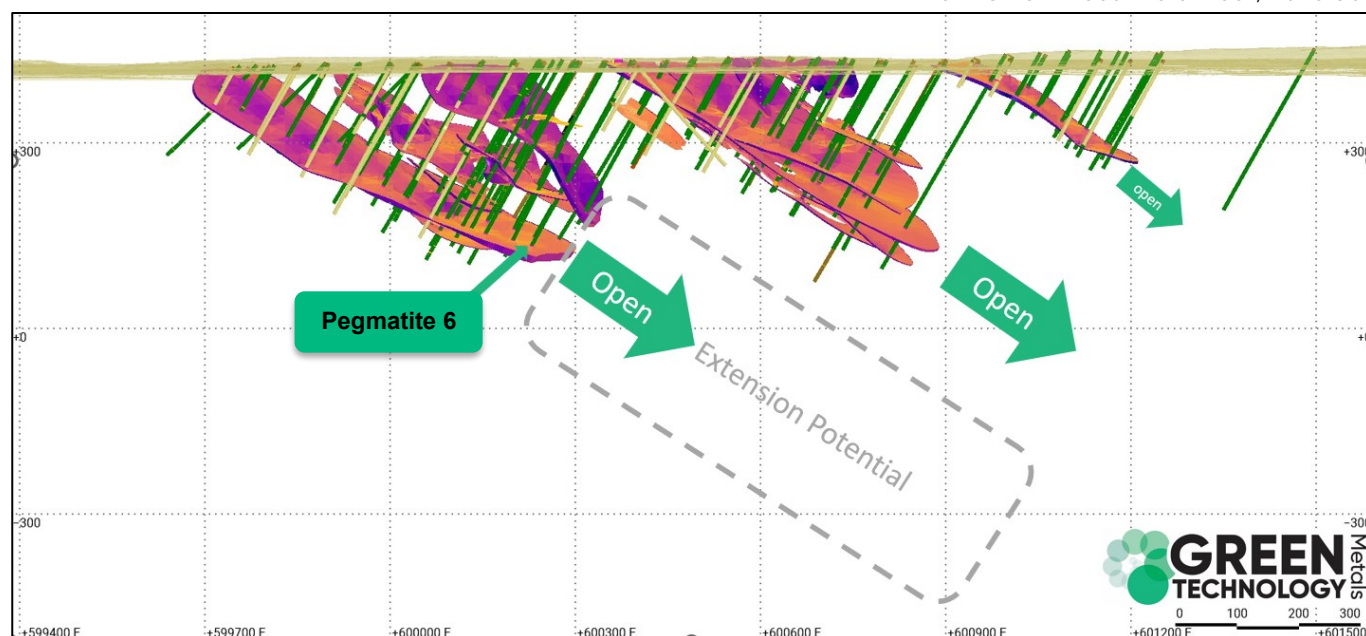 +300
+300
open
Open
Open
Pegmatite 6
+0
Extension Potential
-300
-300
GREEN
TECHNOLOGY
Metals
0 100 200 300
+599400 E +599700 E +600000 E +600300 E +600600 E +600900 E +601200 E +601500